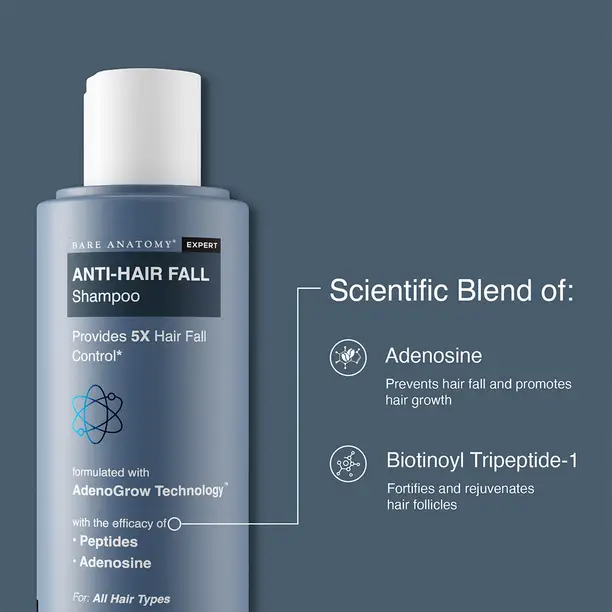 BARE ANATOMY® EXPERT
ANTI-HAIR FALL
Shampoo
Provides 5X Hair Fall
Control*
formulated with
AdenoGrow Technology™
with the efficacy of
• Peptides
• Adenosine
For: All Hair Types
Scientific Blend of:
Adenosine
Prevents hair fall and promotes
hair growth
Biotinoyl Tripeptide-1
Fortifies and rejuvenates
hair follicles